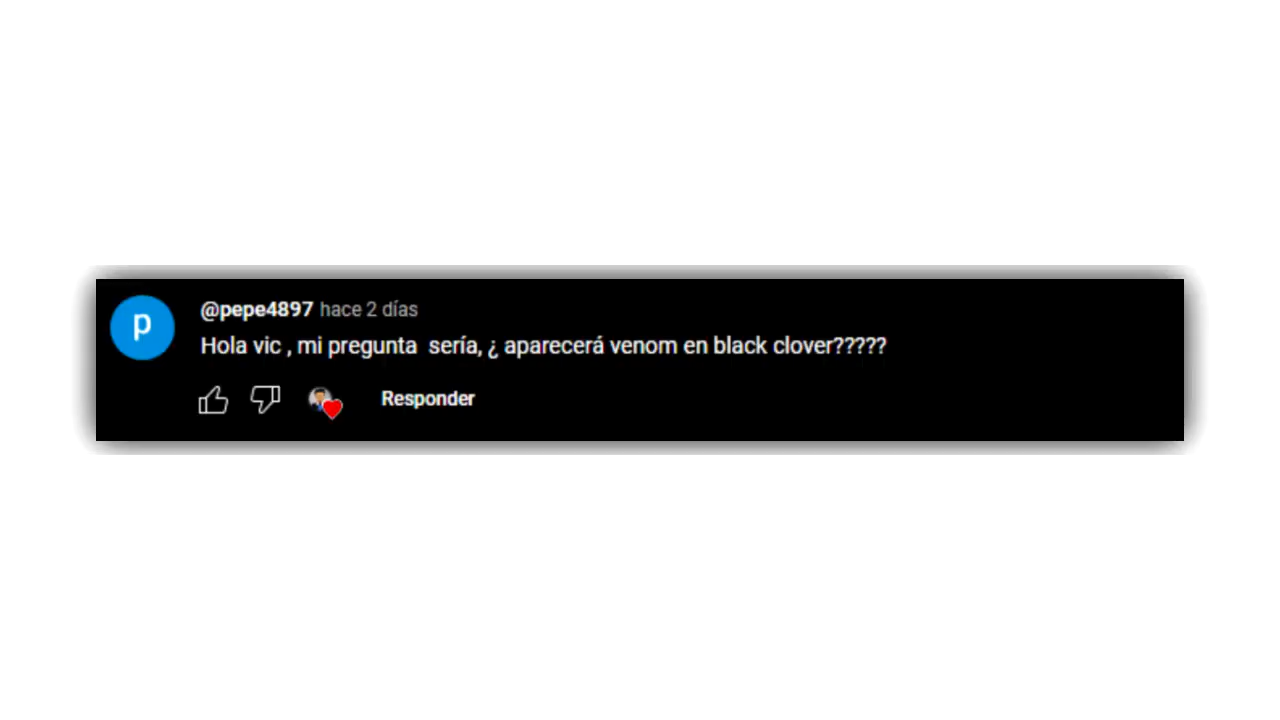 p
@pepe4897 hace 2 días
Hola vic , mi pregunta  sería, ¿ aparecerá venom en black clover?????
Responder